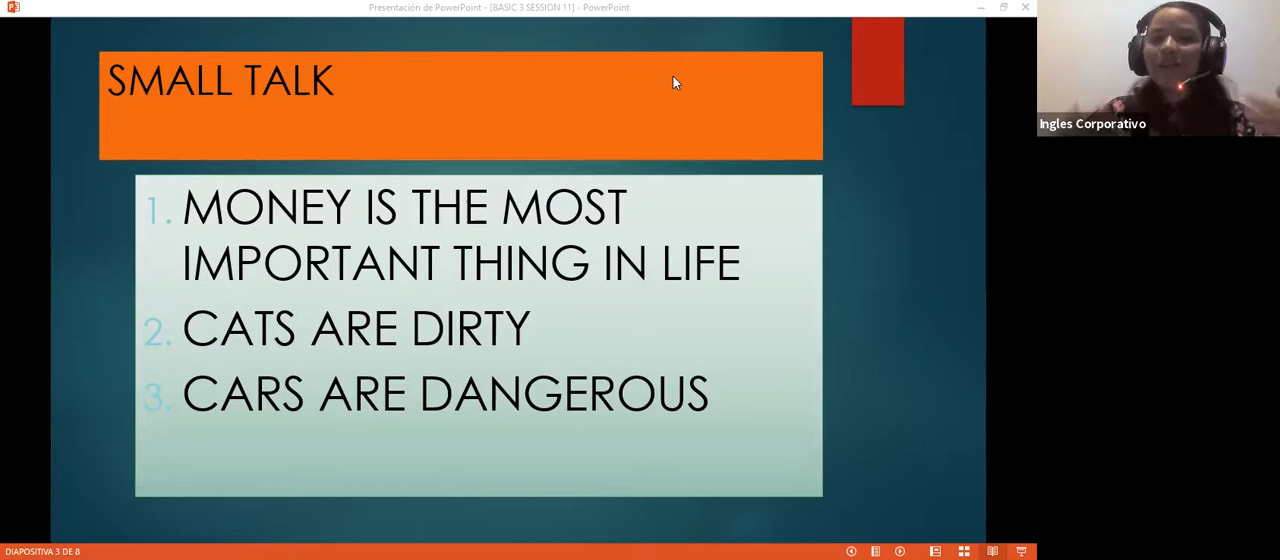 Presentación de PowerPoint - [BASIC 3 SESSION 11] - PowerPoint
SMALL TALK
Ingles Corporativo
1. MONEY IS THE MOST
IMPORTANT THING IN LIFE
2. CATS ARE DIRTY
3. CARS ARE DANGEROUS
DIAPOSITIVA 3 DE 8